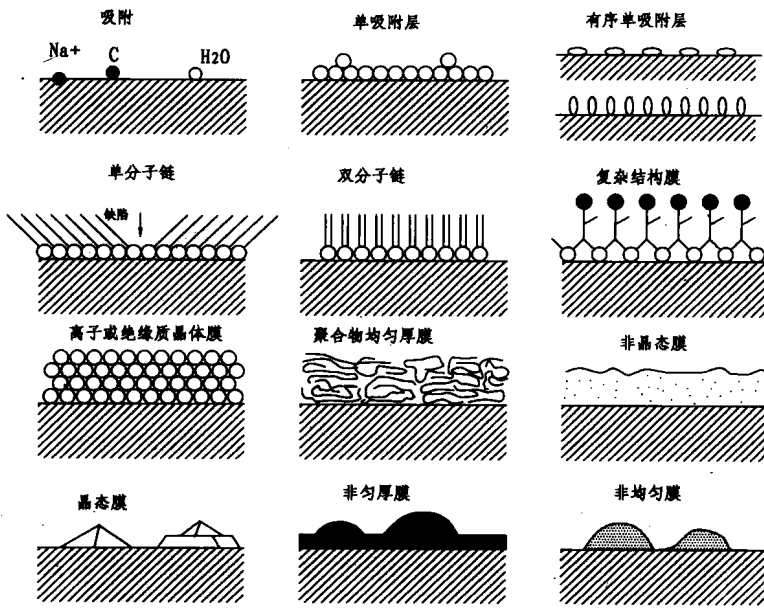 吸附
单吸附层
有序单吸附层
Na+
C
H2O
单分子链
双分子链
复杂结构膜
缺陷
离子或绝缘质晶体膜
聚合物均匀厚膜
非晶态膜
晶态膜
非匀厚膜
非均匀膜